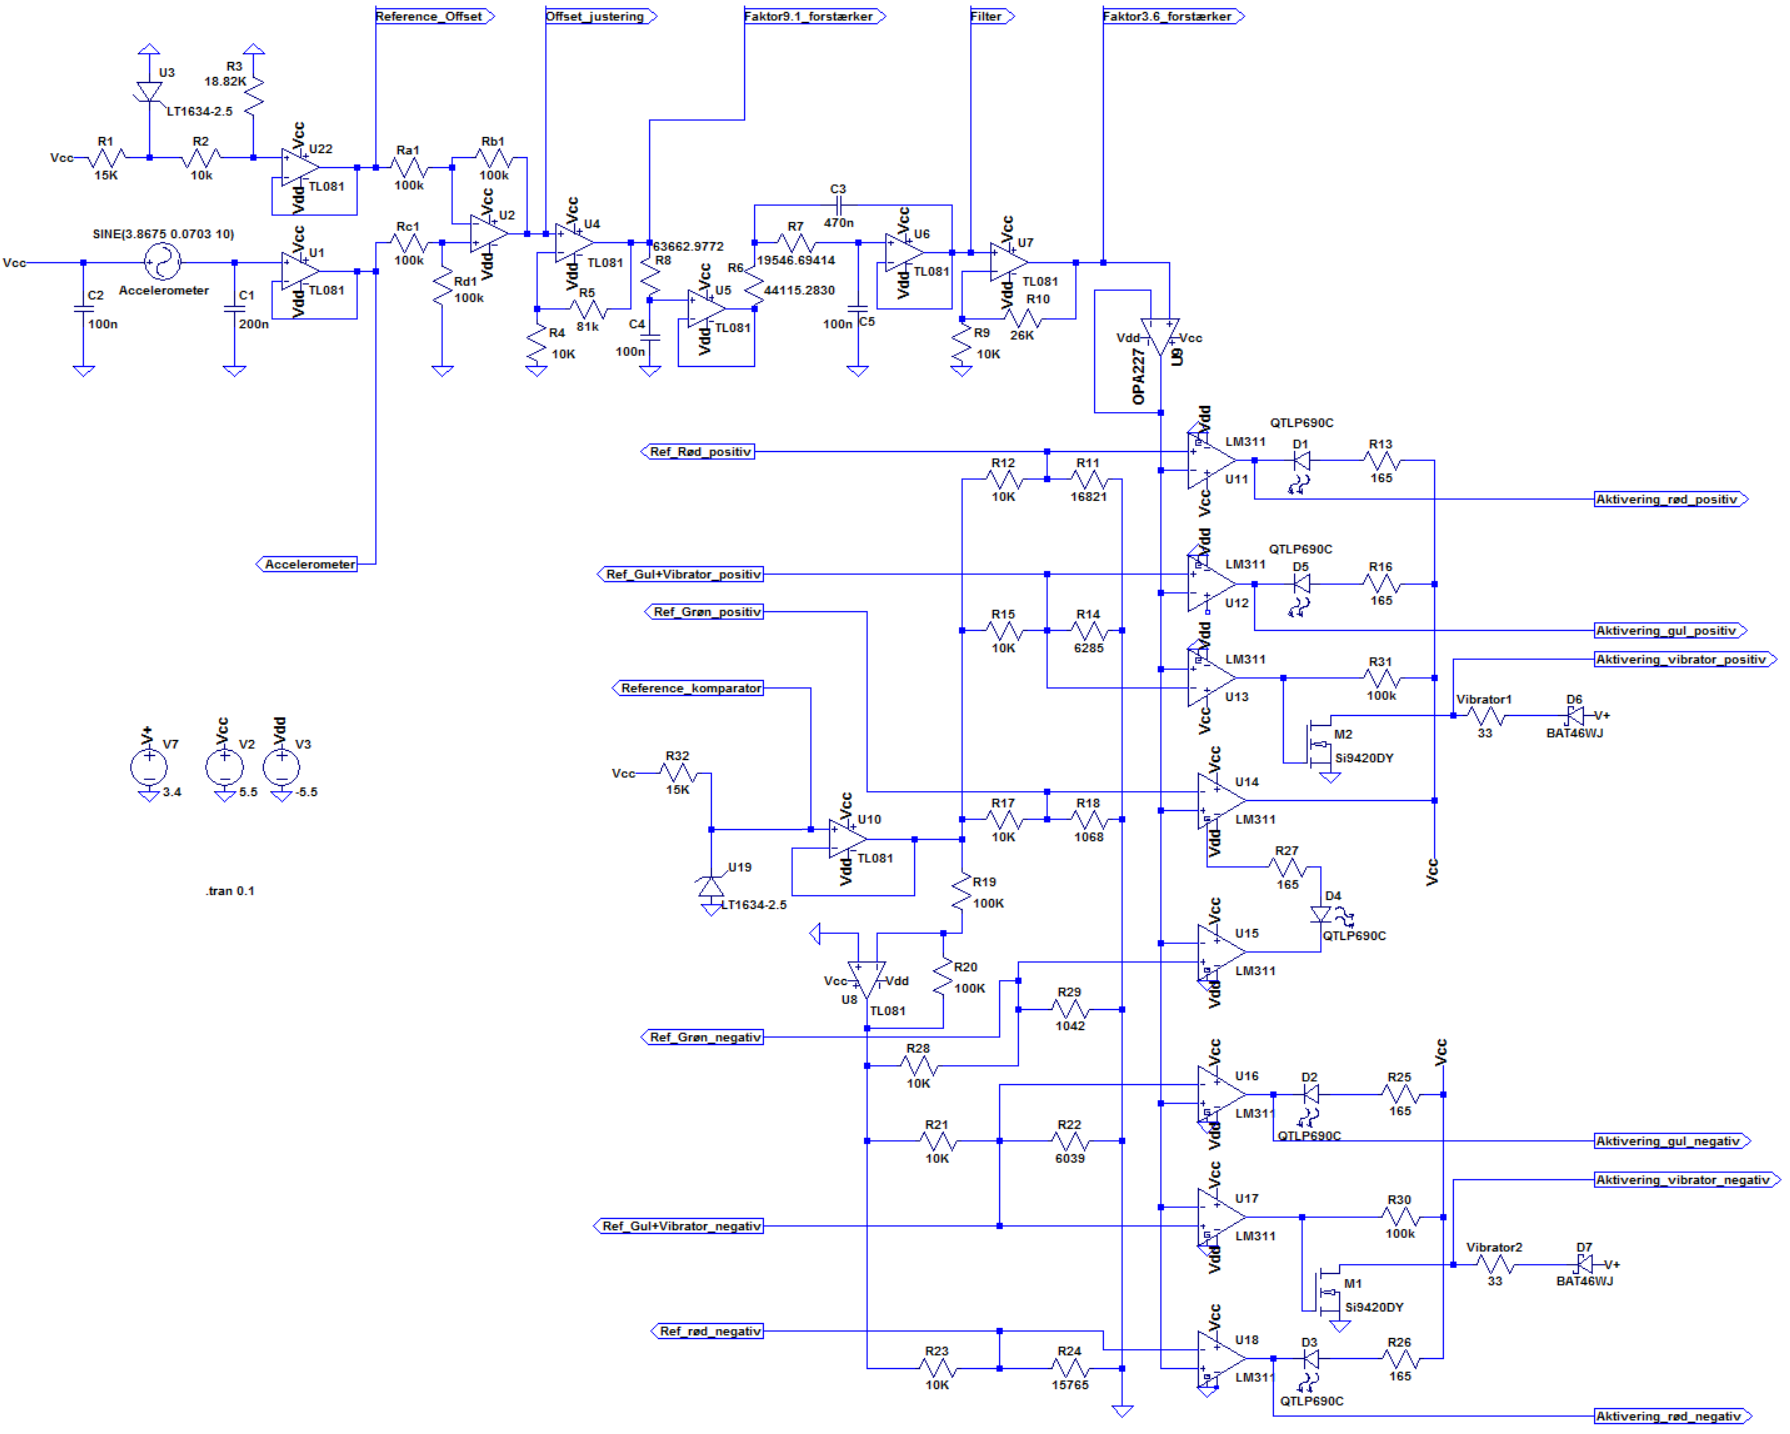 Reference_Offset
Offset_justering
Faktor9.1_forstærker
Filter
Faktor3.6_forstærker
U3
LT1634-2.5
R3
18.82K
Vcc
R1
15K
R2
10k
Vcc
U22
Vdd
TL081
Ra1
100k
Rb1
100k
Vcc
U2
Vdd
SINE(3.8675 0.0703 10)
Vcc
Accelerometer
C2
100n
C1
200n
Vcc
U1
Vdd
TL081
Rc1
100k
Rd1
100k
Vcc
U4
Vdd
TL081
R5
81k
R4
10K
63662.9772
R8
C4
100n
Vcc
U5
Vdd
TL081
R6
44115.2830
C3
470n
R7
19546.69414
100n
C5
Vcc
U6
TL081
Vcc
U7
Vdd
TL081
R10
26K
R9
10K
Vdd
Vcc
OPA227
U9
Accelerometer
Ref_Rød_positiv
R12
10K
R11
16821
Vdd
LM311
U11
Vcc
QTLP690C
D1
R13
165
Aktivering_rød_positiv
Ref_Gul+Vibrator_positiv
Vdd
LM311
U12
QTLP690C
D5
R16
165
Aktivering_gul_positiv
Ref_Grøn_positiv
R15
10K
R14
6285
Vdd
LM311
U13
Vcc
R31
100k
Aktivering_vibrator_positiv
Reference_komparator
M2
Si9420DY
Vibrator1
33
D6
BAT46WJ
V+
V+
V7
3.4
Vcc
V2
5.5
Vdd
V3
-5.5
.tran 0.1
Vcc
R32
15K
U19
LT1634-2.5
Vcc
U10
Vdd
TL081
R17
10K
R18
1068
Vcc
U14
LM311
Vdd
R27
165
D4
QTLP690C
Vcc
R19
100K
Vcc
Vdd
U8
TL081
R20
100K
Vcc
U15
LM311
Vdd
R29
1042
Ref_Grøn_negativ
R28
10K
Vcc
U16
LM311
Vdd
D2
QTLP690C
R25
165
Vcc
Aktivering_gul_negativ
R21
10K
R22
6039
Vcc
U17
LM311
Vdd
R30
100k
Aktivering_vibrator_negativ
Ref_Gul+Vibrator_negativ
M1
Si9420DY
Vibrator2
33
D7
BAT46WJ
V+
Ref_rød_negativ
R23
10K
R24
15765
Vcc
U18
LM311
D3
QTLP690C
R26
165
Aktivering_rød_negativ